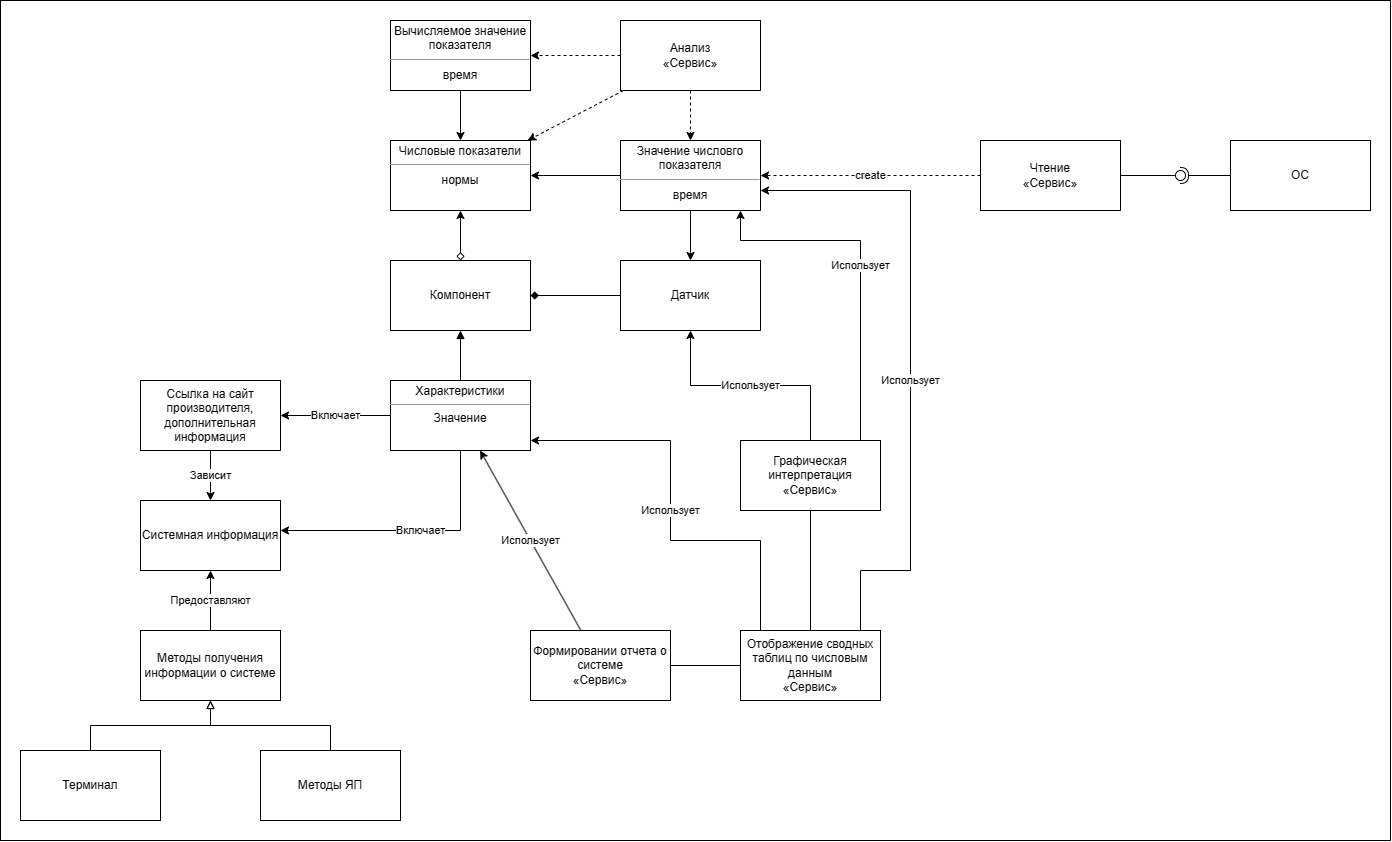 Вычисляемое значение
показателя
время
Анализ
«Сервис»
Числовые показатели
нормы
Значение числовго
показателя
время
create
Чтение
«Сервис»
ОС
Использует
Компонент
Датчик
Использует
Использует
Ссылка на сайт
производителя,
дополнительная
информация
Включает
Характеристики
Значение
Зависит
Графическая
интерпретация
«Сервис»
Использует
Системная информация
Включает
Использует
Предоставляют
Методы получения
информации о системе
Формировании отчета о
системе
«Сервис»
Отображение сводных
таблиц по числовым
данным
«Сервис»
Терминал
Методы ЯП